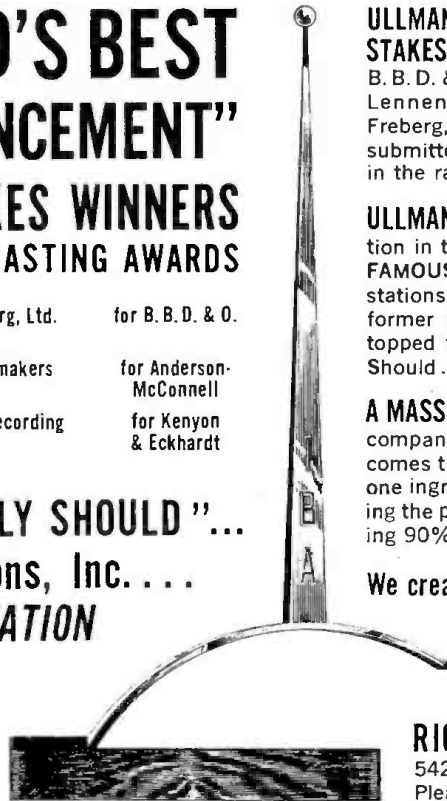 O'S BEST
NCEMENT"
KES WINNERS
ASTING AWARDS
rg, Ltd. for B. B. D. & O.
makers for Anderson-
McConnell
ecording for Kenyon
& Eckhardt
LY SHOULD"...
ons, Inc....
ATION
B
A
ULLMAN
STAKES
B. B. D. &
Lennen
Freberg,
submitte
in the ra
ULLMAN
tion in t
FAMOUS
stations
former
topped
Should .
A MASS
compan
comes t
one ingr
ing the p
ing 90%
We crea
RIC
542
Plea